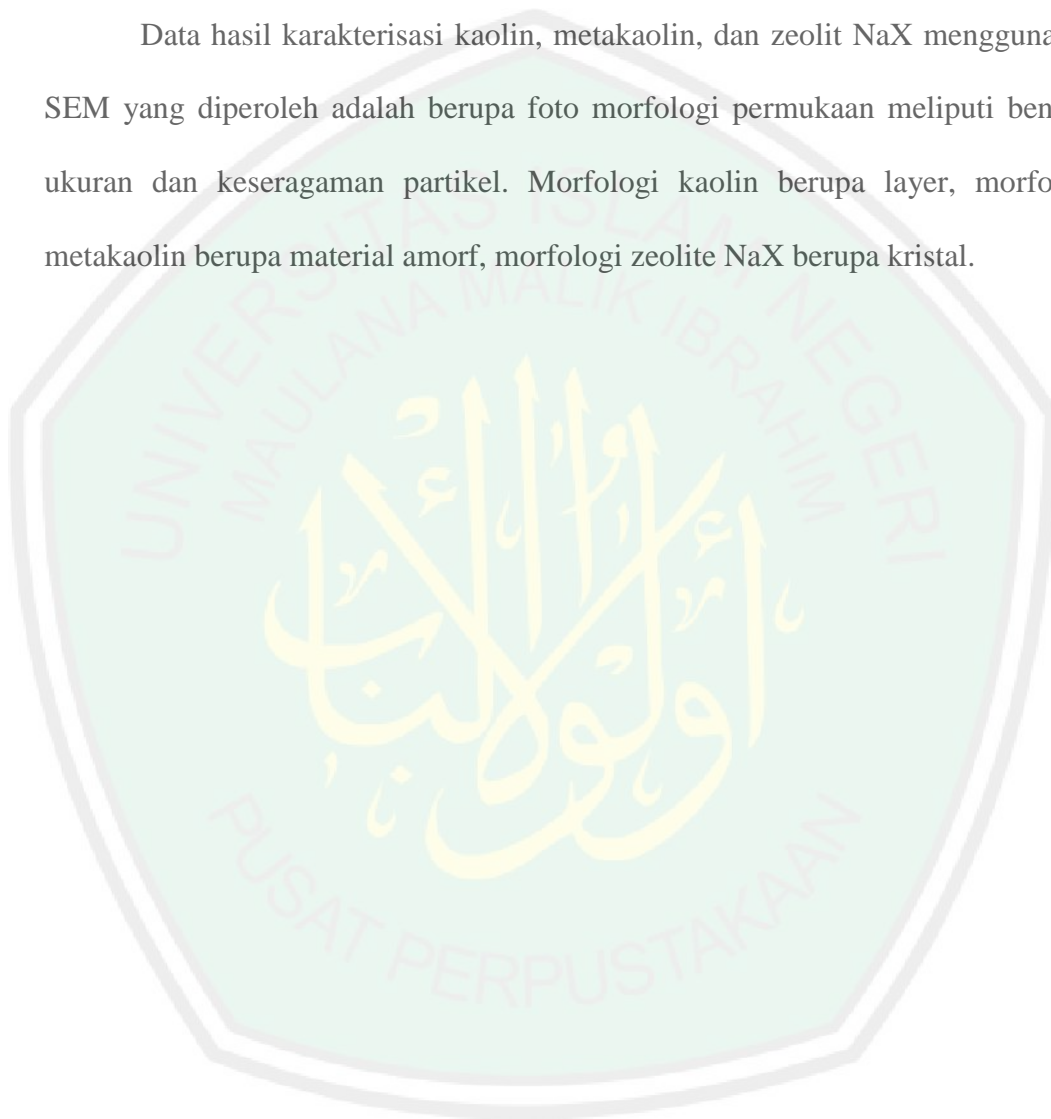 Data hasil karakterisasi kaolin, metakaolin, dan zeolit NaX mengguna
SEM yang diperoleh adalah berupa foto morfologi permukaan meliputi ben
ukuran dan keseragaman partikel. Morfologi kaolin berupa layer, morfo
metakaolin berupa material amorf, morfologi zeolite NaX berupa kristal.
UNIVERSITAS ISLAM NEGERI
MAULANA MALIK IBRAHIM
أولو الألباب
PUSAT PERPUSTAKAAN